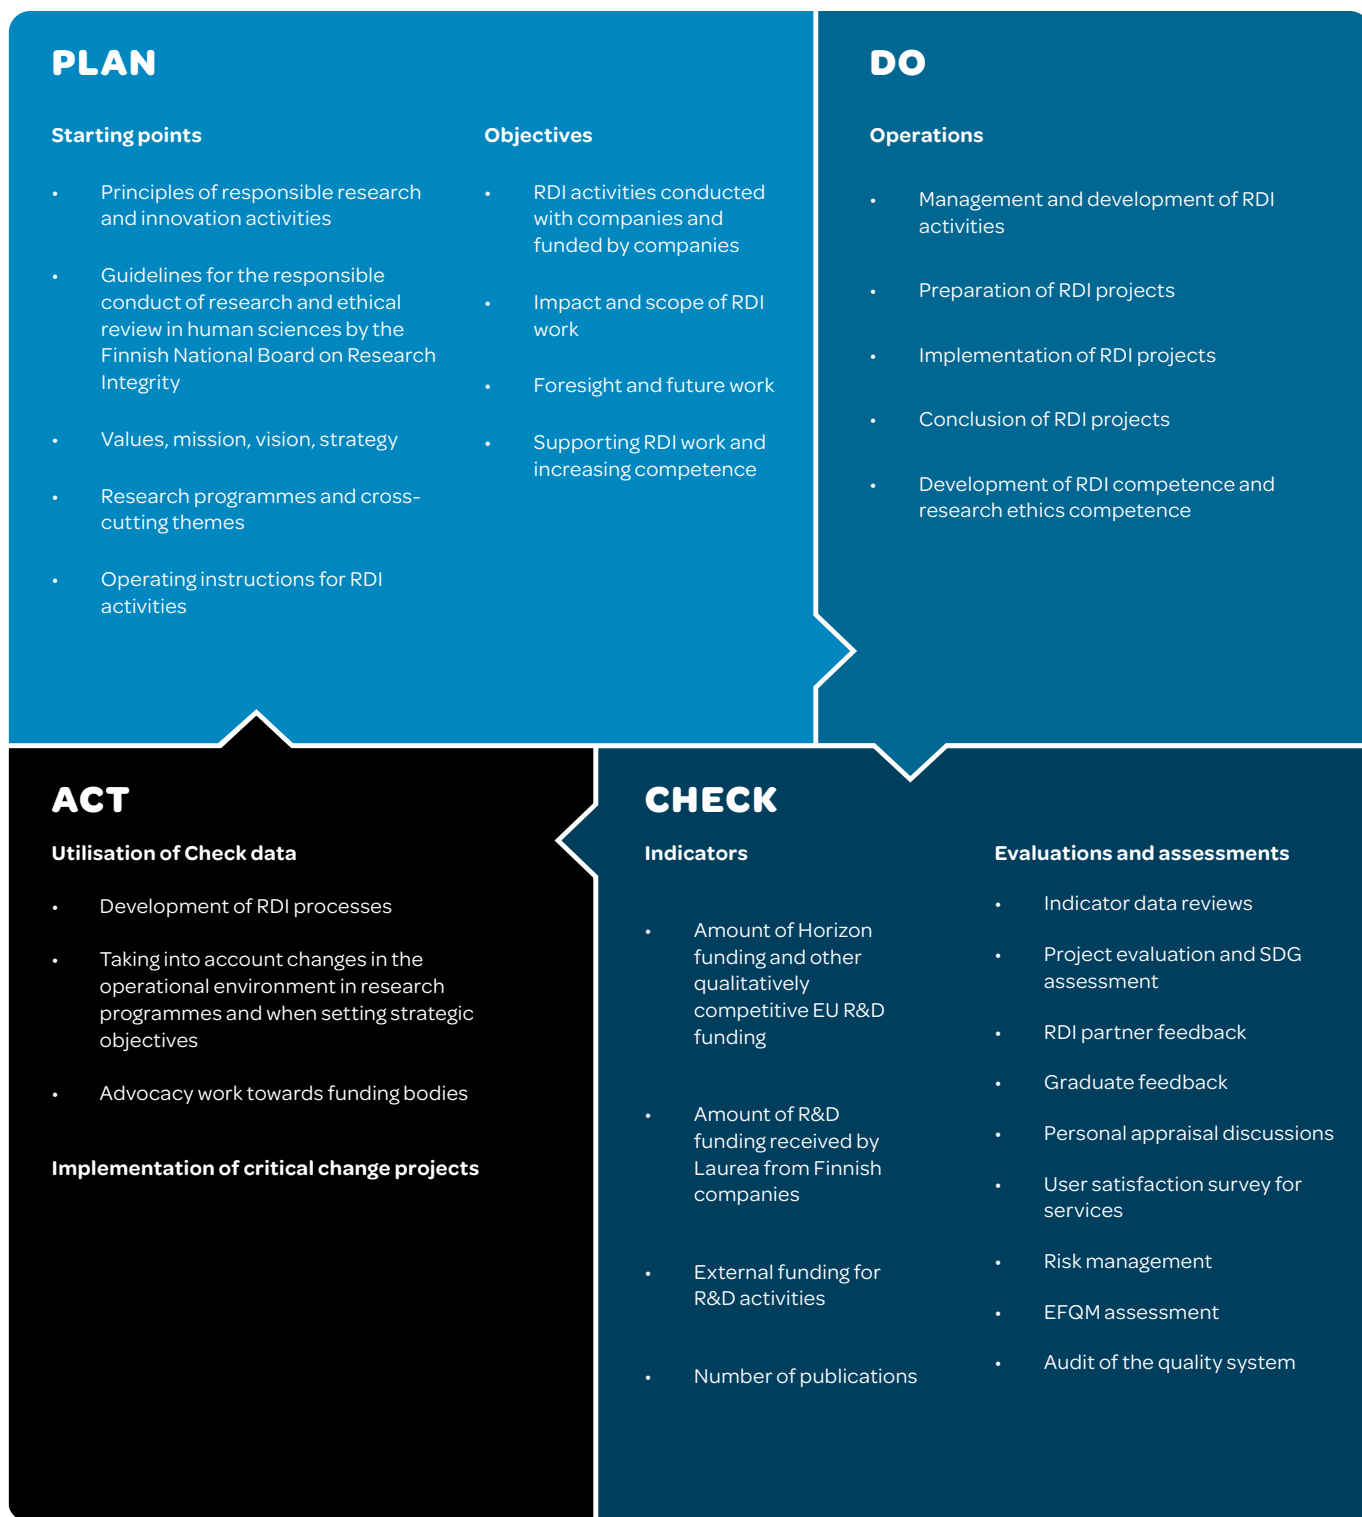 PLAN
Starting points
• Principles of responsible research
and innovation activities
• Guidelines for the responsible
conduct of research and ethical
review in human sciences by the
Finnish National Board on Research
Integrity
• Values, mission, vision, strategy
• Research programmes and cross-
cutting themes
• Operating instructions for RDI
activities
Objectives
• RDI activities conducted
with companies and
funded by companies
• Impact and scope of RDI
work
• Foresight and future work
• Supporting RDI work and
increasing competence
DO
Operations
• Management and development of RDI
activities
• Preparation of RDI projects
• Implementation of RDI projects
• Conclusion of RDI projects
• Development of RDI competence and
research ethics competence
ACT
Utilisation of Check data
• Development of RDI processes
• Taking into account changes in the
operational environment in research
programmes and when setting strategic
objectives
• Advocacy work towards funding bodies
Implementation of critical change projects
CHECK
Indicators
• Amount of Horizon
funding and other
qualitatively
competitive EU R&D
funding
• Amount of R&D
funding received by
Laurea from Finnish
companies
• External funding for
R&D activities
• Number of publications
Evaluations and assessments
• Indicator data reviews
• Project evaluation and SDG
assessment
• RDI partner feedback
• Graduate feedback
• Personal appraisal discussions
• User satisfaction survey for
services
• Risk management
• EFQM assessment
• Audit of the quality system